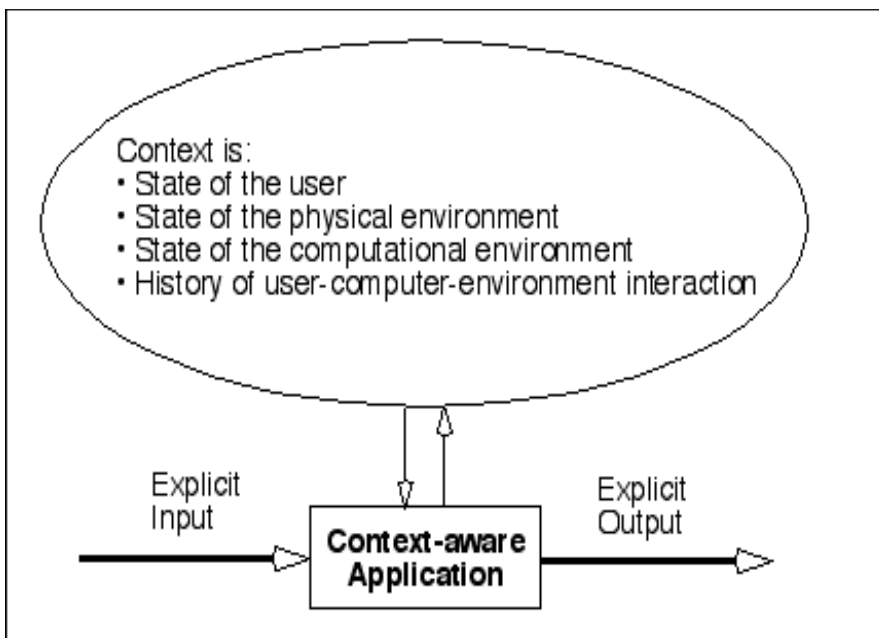 Context is:
• State of the user
• State of the physical environment
• State of the computational environment
• History of user-computer-environment interaction
Explicit
Input
Explicit
Output
Context-aware
Application